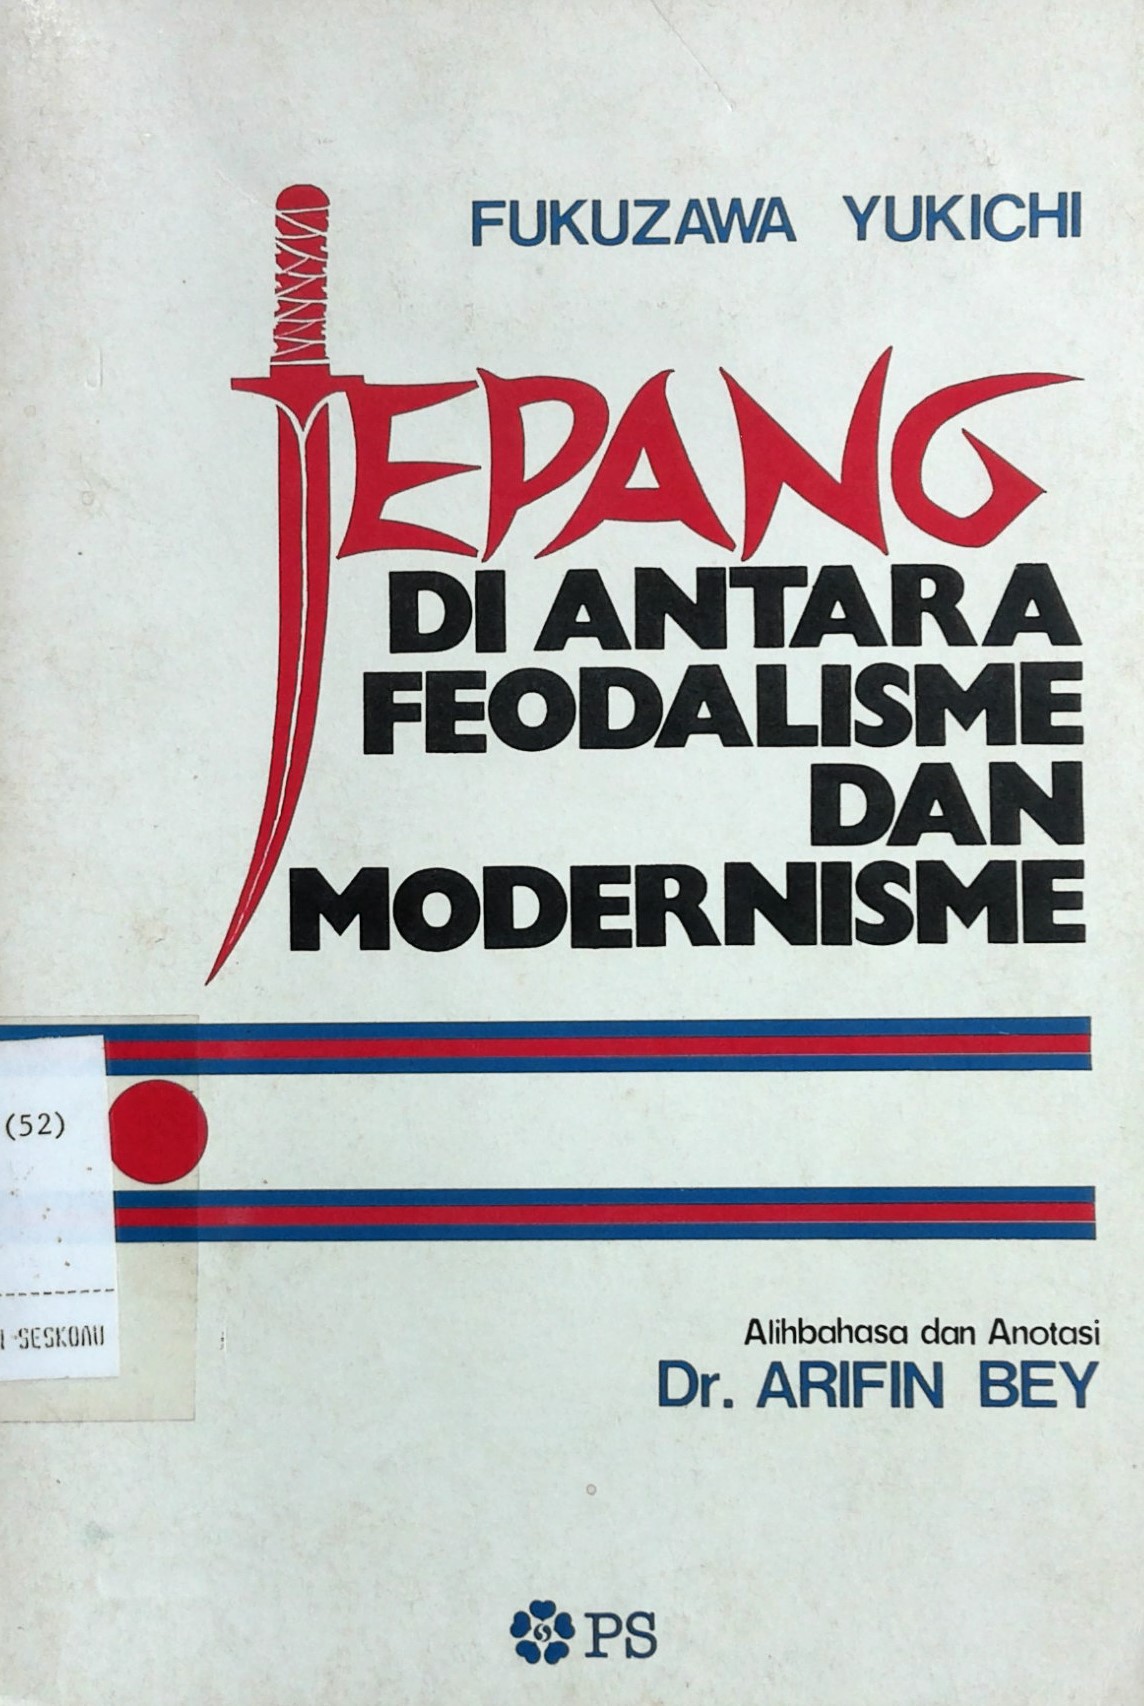 FUKUZAWA YUKICHI
JEPANG
DI ANTARA
FEODALISME
DAN
MODERNISME
(52)
SESKOAU
Alihbahasa dan Anotasi
Dr. ARIFIN BEY
PS